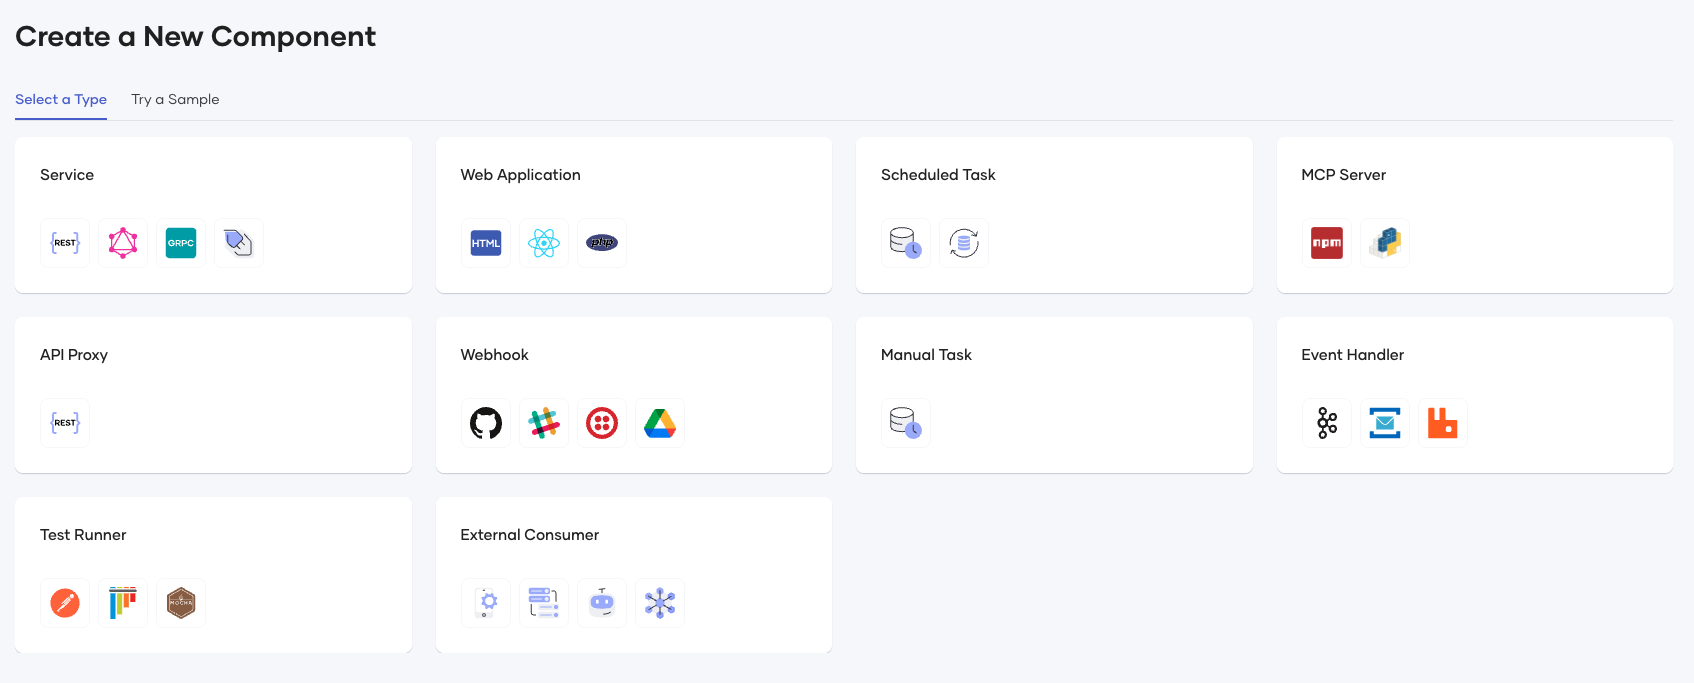 Create a New Component
Select a Type
Try a Sample
Service
{REST}
GRPC
Web Application
HTML
php
Scheduled Task
MCP Server
npm
API Proxy
{REST}
Webhook
Manual Task
Event Handler
Test Runner
MOCHA
External Consumer